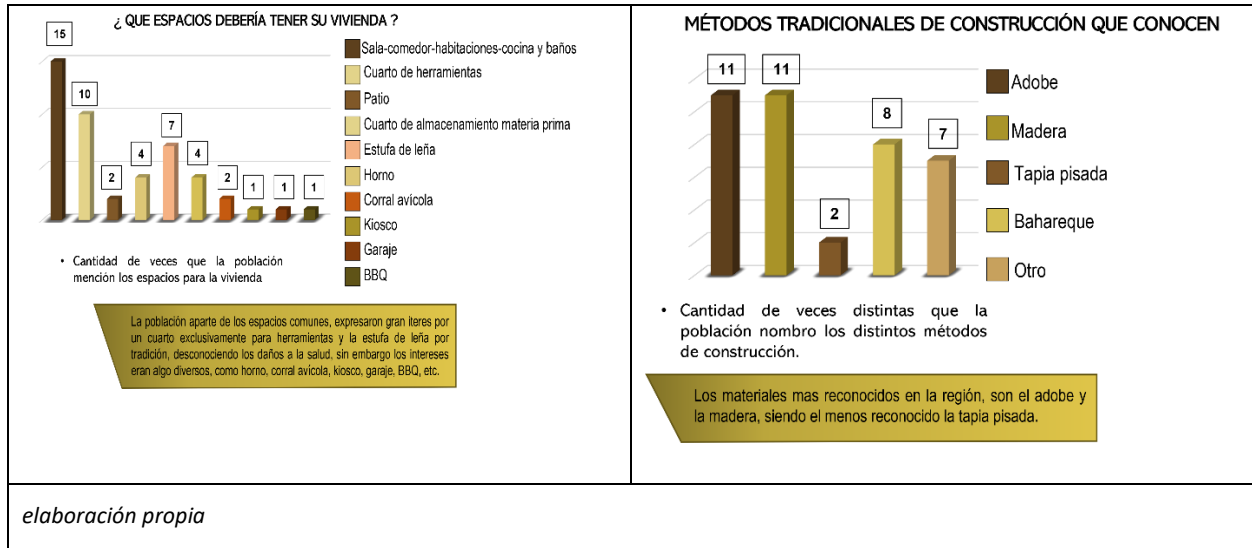 ¿ QUE ESPACIOS DEBERÍA TENER SU VIVIENDA ?
15
10
2
4
7
4
2
1
1
1
Sala-comedor-habitaciones-cocina y baños
Cuarto de herramientas
Patio
Cuarto de almacenamiento materia prima
Estufa de leña
Horno
Corral avícola
Kiosco
Garaje
BBQ
• Cantidad de veces que la población
mención los espacios para la vivienda
La población aparte de los espacios comunes, expresaron gran iteres por
un cuarto exclusivamente para herramientas y la estufa de leña por
tradición, desconociendo los daños a la salud, sin embargo los intereses
eran algo diversos, como horno, corral avícola, kiosco, garaje, BBQ, etc.
MÉTODOS TRADICIONALES DE CONSTRUCCIÓN QUE CONOCEN
11
11
2
8
7
Adobe
Madera
Tapia pisada
Bahareque
Otro
• Cantidad de veces distintas que la
población nombro los distintos métodos
de construcción.
Los materiales mas reconocidos en la región, son el adobe y
la madera, siendo el menos reconocido la tapia pisada.
elaboración propia